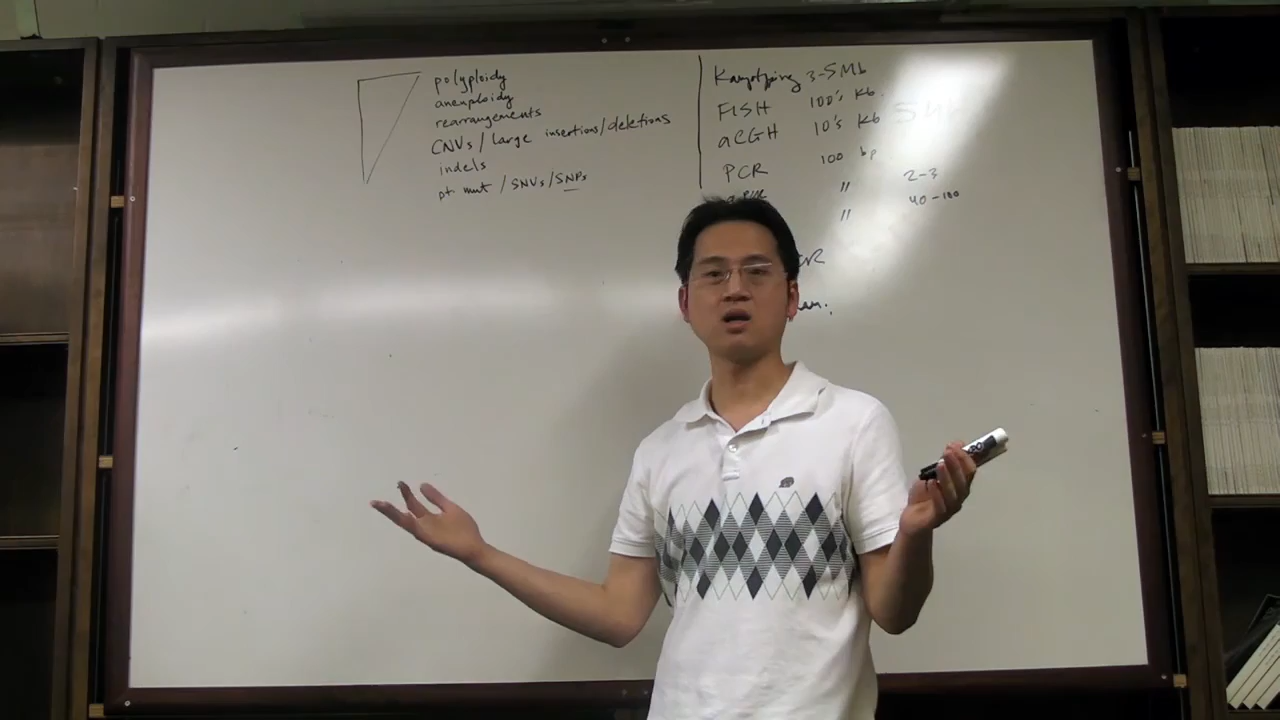 polyploidy
aneuploidy
rearrangements
CNVs / large insertions/deletions
indels
pt mut / SNVs / SNPs
Karyotyping 3-5Mb
FISH 100's Kb.
aCGH 10's Kb
PCR 100 bp
" 2-3
" 40-100